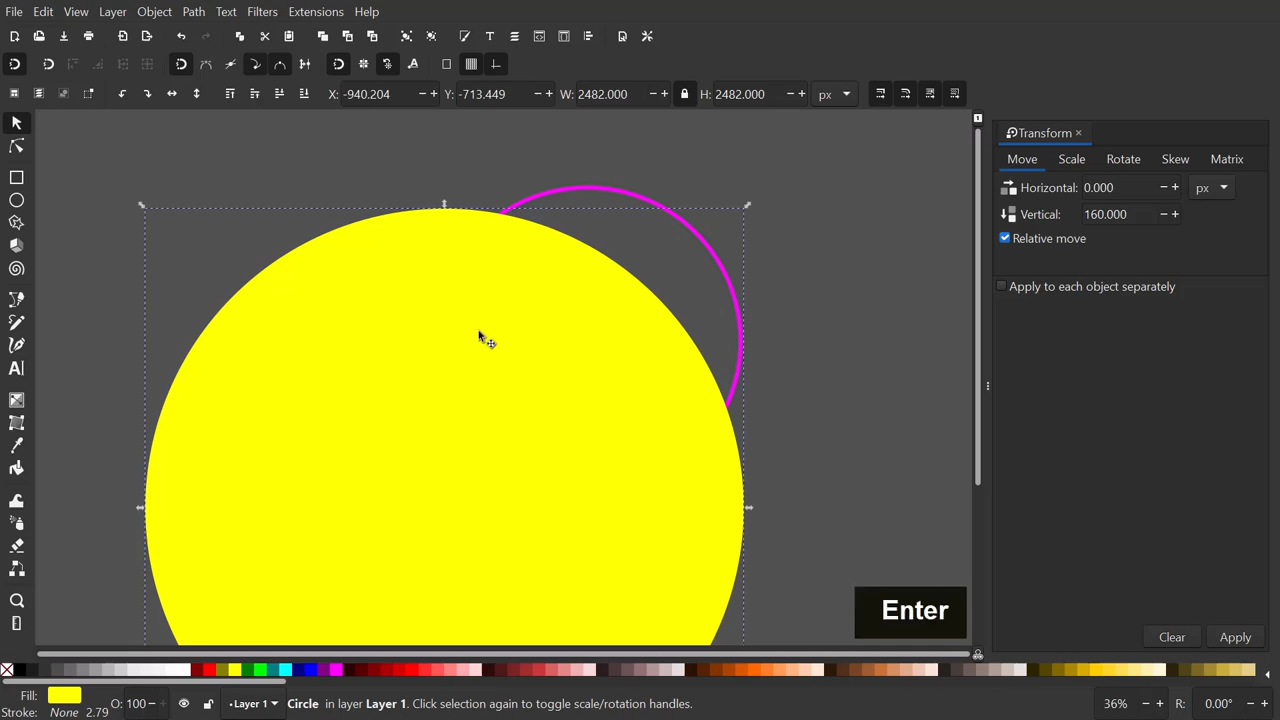 File Edit View Layer Object Path Text Filters Extensions Help
X: -940.204 Y: -713.449 W: 2482.000 H: 2482.000 px
1
Transform
Move Scale Rotate Skew Matrix
Horizontal: 0.000 px
Vertical: 160.000
Relative move
Apply to each object separately
Enter
Clear Apply
Fill:
Stroke: None 2.79
O: 100
Layer 1
Circle in layer Layer 1. Click selection again to toggle scale/rotation handles.
36%
R: 0.00°